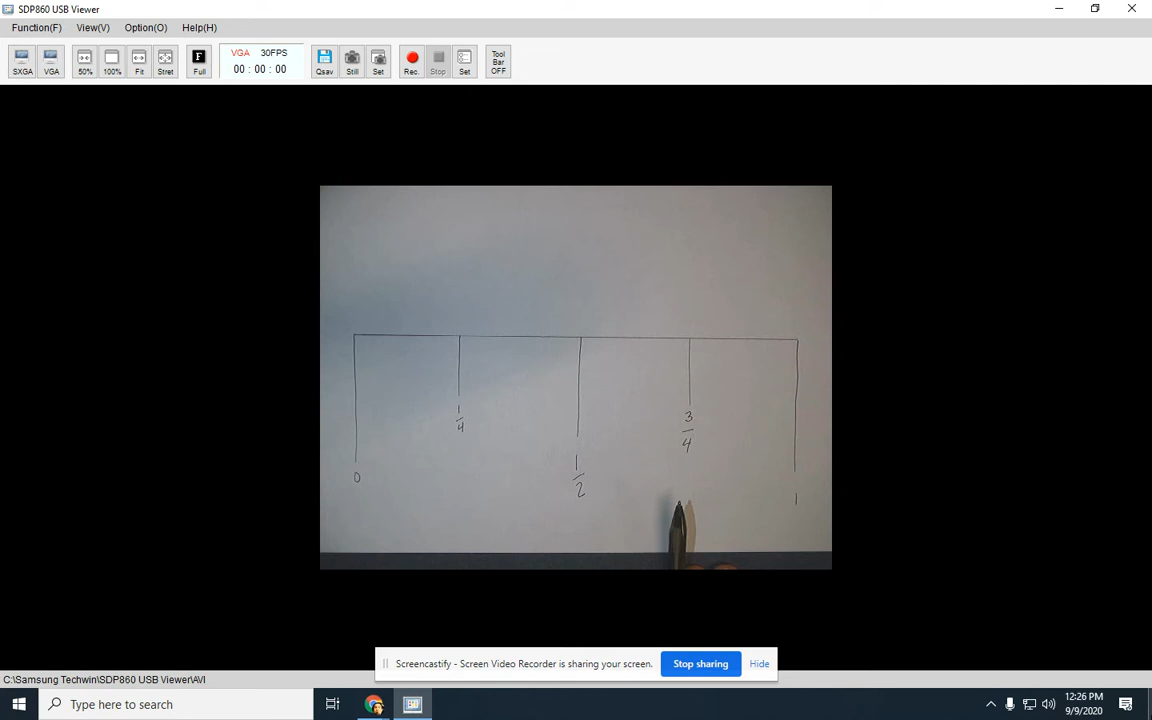 SDP860 USB Viewer
Function(F) View(V) Option(O) Help(H)
VGA 30FPS
00 : 00 : 00
SXGA VGA 50% 100% Fit Stret F Full Qsav Still Set Rec. Stop Set Tool Bar OFF
1
4
3
4
0
1
2
1
Screencastify - Screen Video Recorder is sharing your screen. Stop sharing Hide
C:\Samsung Techwin\SDP860 USB Viewer\AVI
Type here to search
12:26 PM
9/9/2020